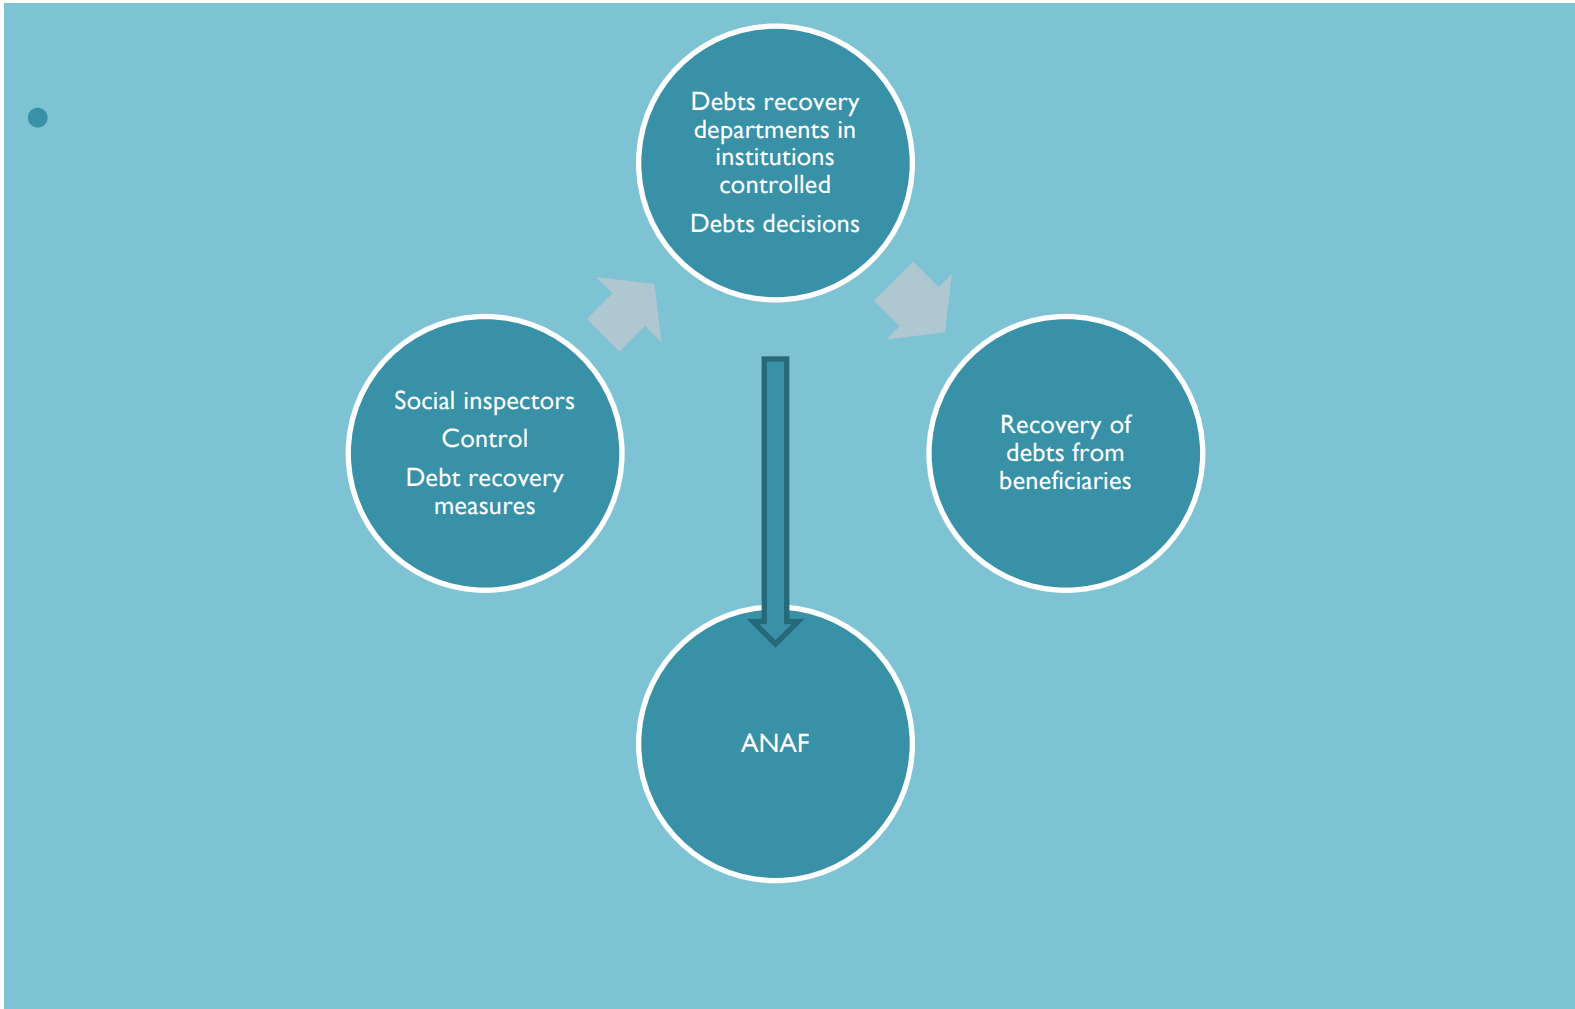 Debts recovery
departments in
institutions
controlled
Debts decisions
Social inspectors
Control
Debt recovery
measures
Recovery of
debts from
beneficiaries
ANAF